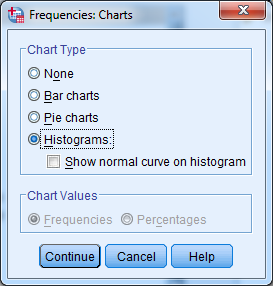 Frequencies: Charts
Chart Type
None
Bar charts
Pie charts
Histograms:
Show normal curve on histogram
Chart Values
Frequencies Percentages
Continue Cancel Help